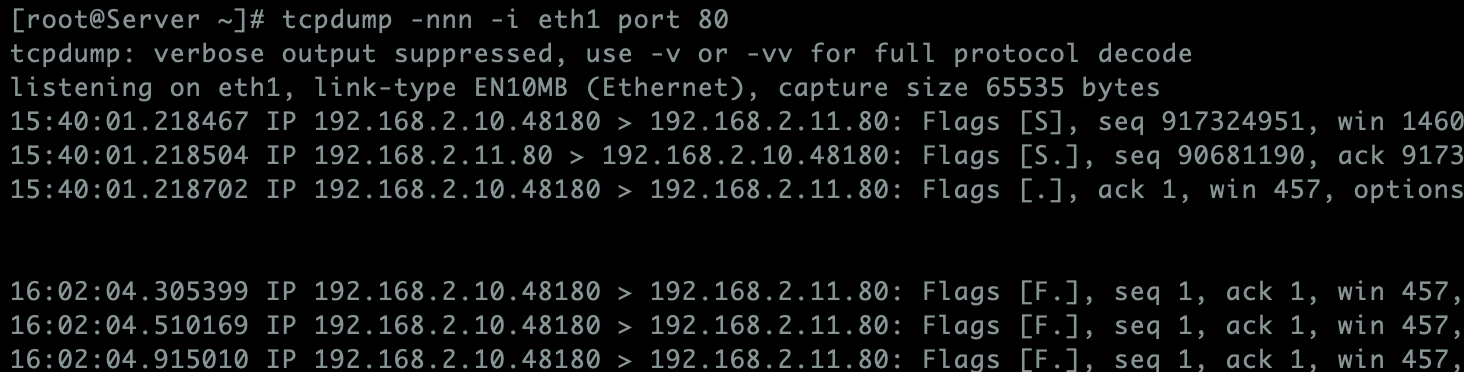 [root@Server ~]# tcpdump -nnn -i eth1 port 80
tcpdump: verbose output suppressed, use -v or -vv for full protocol decode
listening on eth1, link-type EN10MB (Ethernet), capture size 65535 bytes
15:40:01.218467 IP 192.168.2.10.48180 > 192.168.2.11.80: Flags [S], seq 917324951, win 1460
15:40:01.218504 IP 192.168.2.11.80 > 192.168.2.10.48180: Flags [S.], seq 90681190, ack 9173
15:40:01.218702 IP 192.168.2.10.48180 > 192.168.2.11.80: Flags [.], ack 1, win 457, options
16:02:04.305399 IP 192.168.2.10.48180 > 192.168.2.11.80: Flags [F.], seq 1, ack 1, win 457,
16:02:04.510169 IP 192.168.2.10.48180 > 192.168.2.11.80: Flags [F.], seq 1, ack 1, win 457,
16:02:04.915010 IP 192.168.2.10.48180 > 192.168.2.11.80: Flags [F.], seq 1, ack 1, win 457,